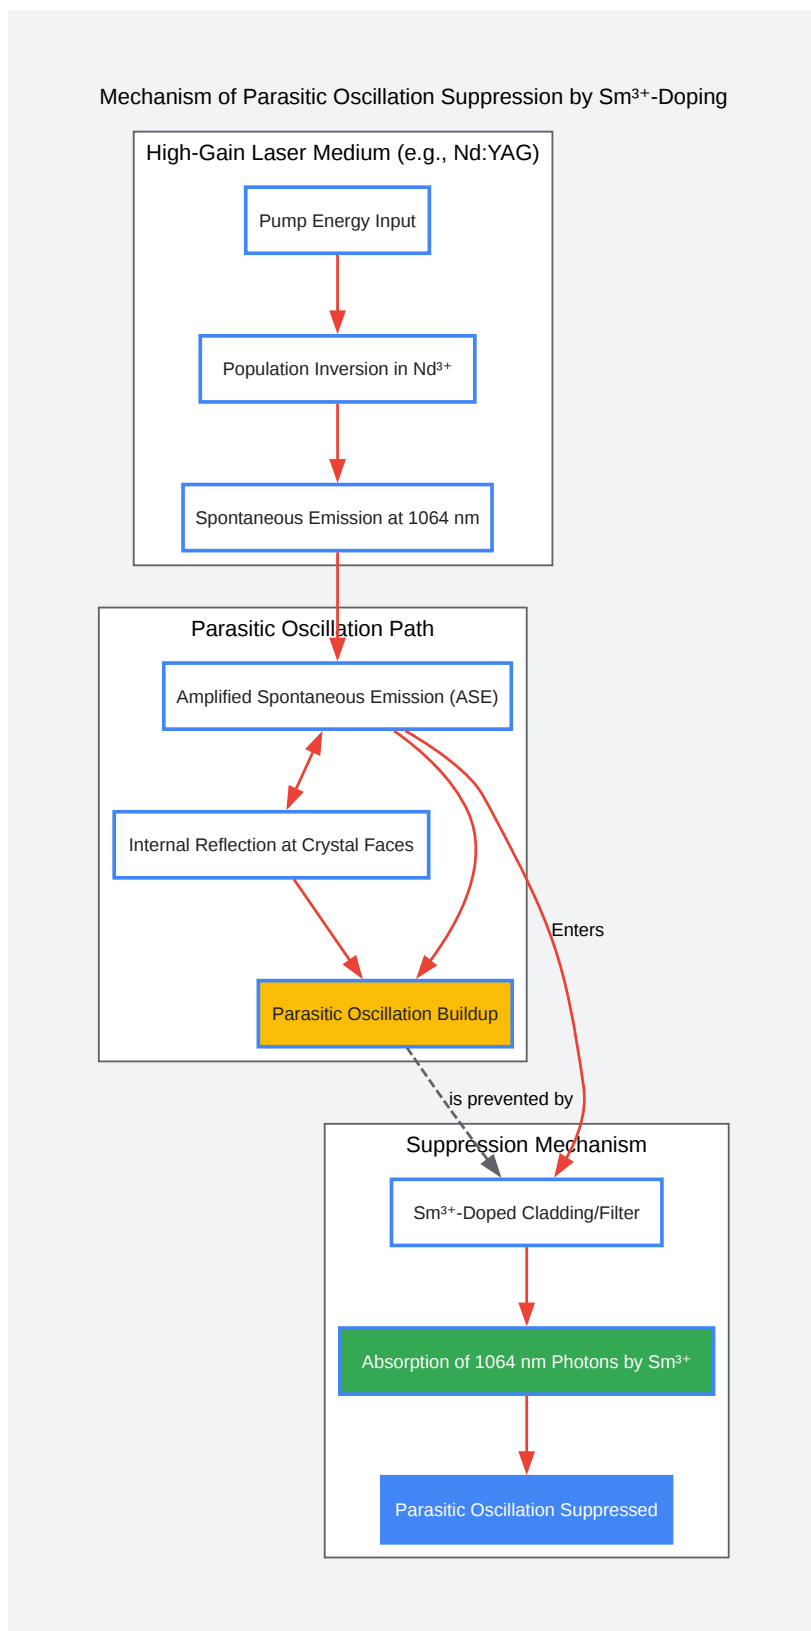 Mechanism of Parasitic Oscillation Suppression by Sm³⁺-Doping
High-Gain Laser Medium (e.g., Nd:YAG)
Pump Energy Input
Population Inversion in Nd³⁺
Spontaneous Emission at 1064 nm
Parasitic Oscillation Path
Amplified Spontaneous Emission (ASE)
Internal Reflection at Crystal Faces
Enters
Parasitic Oscillation Buildup
is prevented by
Suppression Mechanism
Sm³⁺-Doped Cladding/Filter
Absorption of 1064 nm Photons by Sm³⁺
Parasitic Oscillation Suppressed